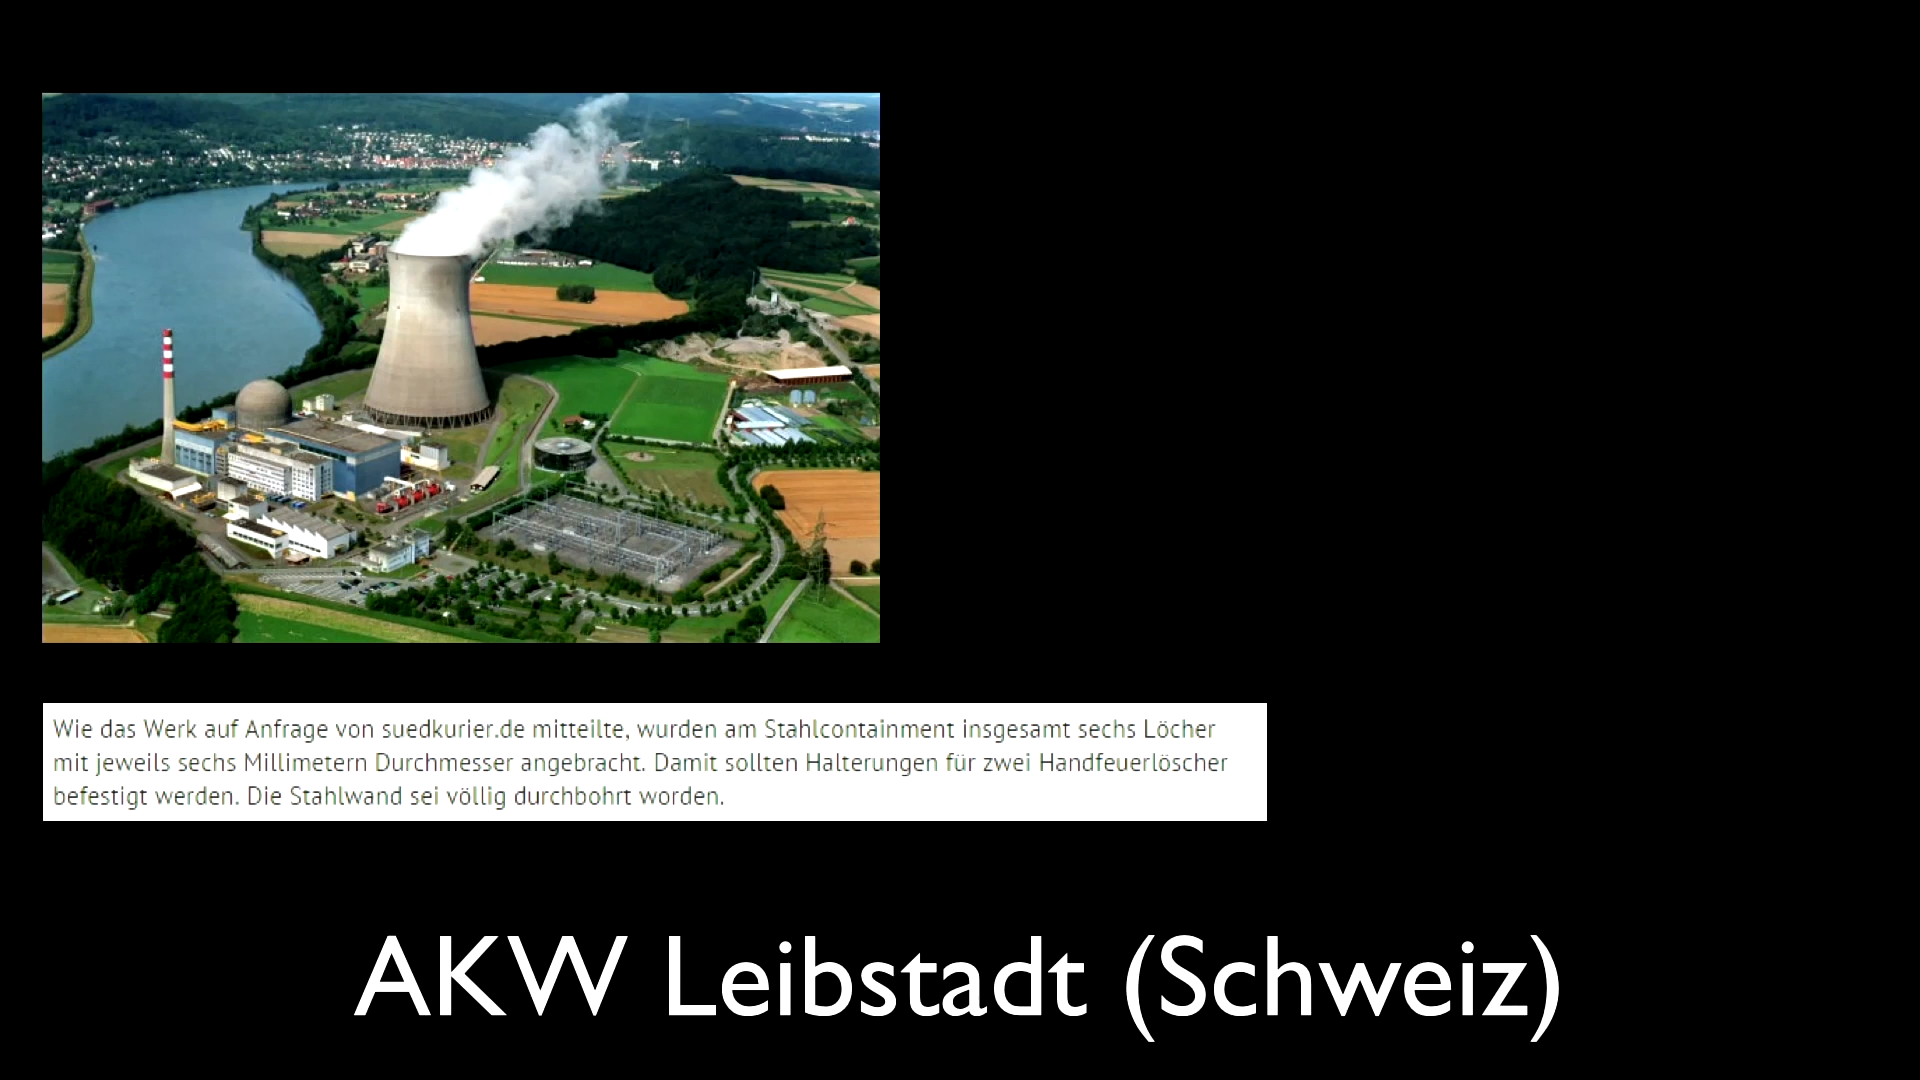 Wie das Werk auf Anfrage von suedkurier.de mitteilte, wurden am Stahlcontainment insgesamt sechs Löcher
mit jeweils sechs Millimetern Durchmesser angebracht. Damit sollten Halterungen für zwei Handfeuerlöscher
befestigt werden. Die Stahlwand sei völlig durchbohrt worden.
AKW Leibstadt (Schweiz)